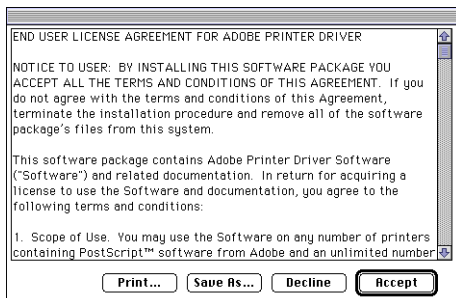 END USER LICENSE AGREEMENT FOR ADOBE PRINTER DRIVER
NOTICE TO USER:  BY INSTALLING THIS SOFTWARE PACKAGE YOU
ACCEPT ALL THE TERMS AND CONDITIONS OF THIS AGREEMENT.  If you
do not agree with the terms and conditions of this Agreement,
terminate the installation procedure and remove all of the software
package's files from this system.
This software package contains Adobe Printer Driver Software
("Software") and related documentation.  In return for acquiring a
license to use the Software and documentation, you agree to the
following terms and conditions:
1.  Scope of Use.  You may use the Software on any number of printers
containing PostScript™ software from Adobe and an unlimited number
Print... Save As... Decline Accept